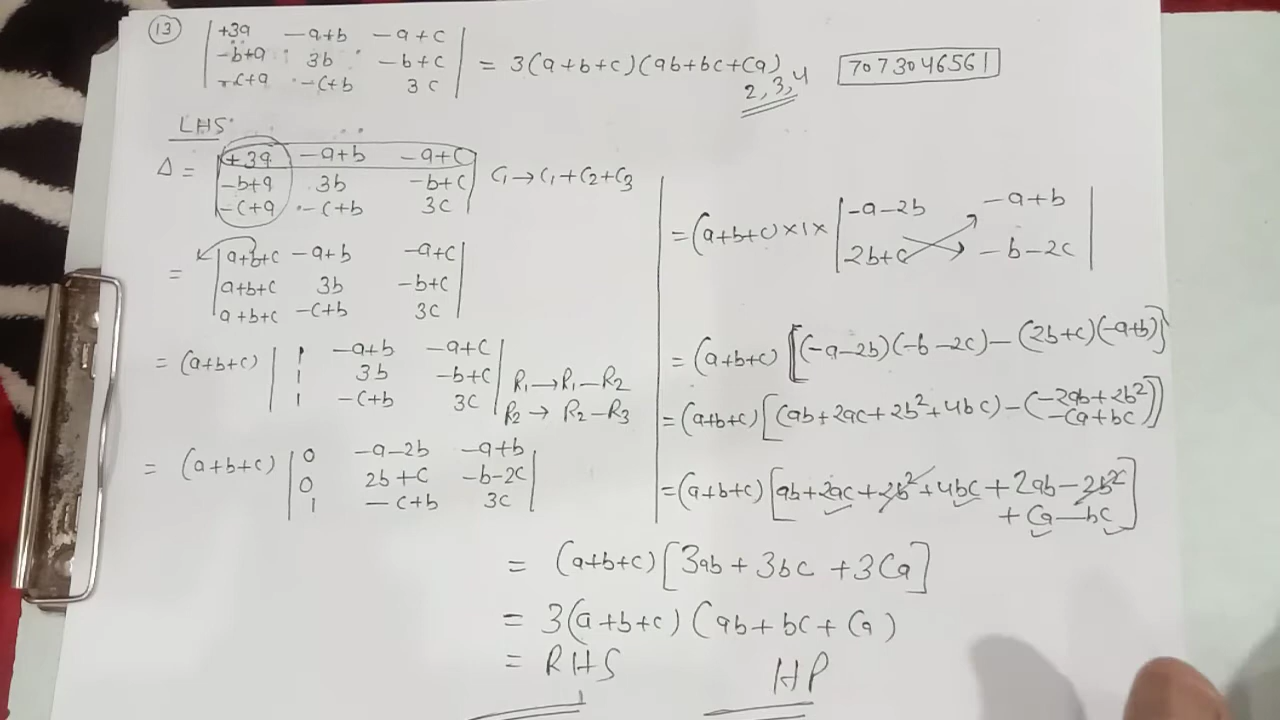 13 | +3a -a+b -a+c |
| -b+a 3b -b+c | = 3(a+b+c)(ab+bc+ca) 7073046561
| -c+a -c+b 3c | 2,3,4
LHS
Δ = | +3a -a+b -a+c | C1→C1+C2+C3
| -b+a 3b -b+c |
| -c+a -c+b 3c |
= | a+b+c -a+b -a+c |
| a+b+c 3b -b+c |
| a+b+c -c+b 3c |
= (a+b+c) | 1 -a+b -a+c |
| 1 3b -b+c | R1→R1-R2
| 1 -c+b 3c | R2→ R2-R3
= (a+b+c) | 0 -a-2b -a+b |
| 0 2b+c -b-2c |
| 1 -c+b 3c |
= (a+b+c)×1× | -a-2b -a+b |
| 2b+c -b-2c |
= (a+b+c) [(-a-2b)(-b-2c)-(2b+c)(-a+b)]
= (a+b+c) [(ab+2ac+2b²+4bc)-(-2ab+2b²
-ca+bc)]
= (a+b+c) [ab+2ac+2b²+4bc+2ab-2b²
+ca-bc]
= (a+b+c) [3ab+3bc+3ca]
= 3(a+b+c) (ab+bc+ca)
= RHS HP